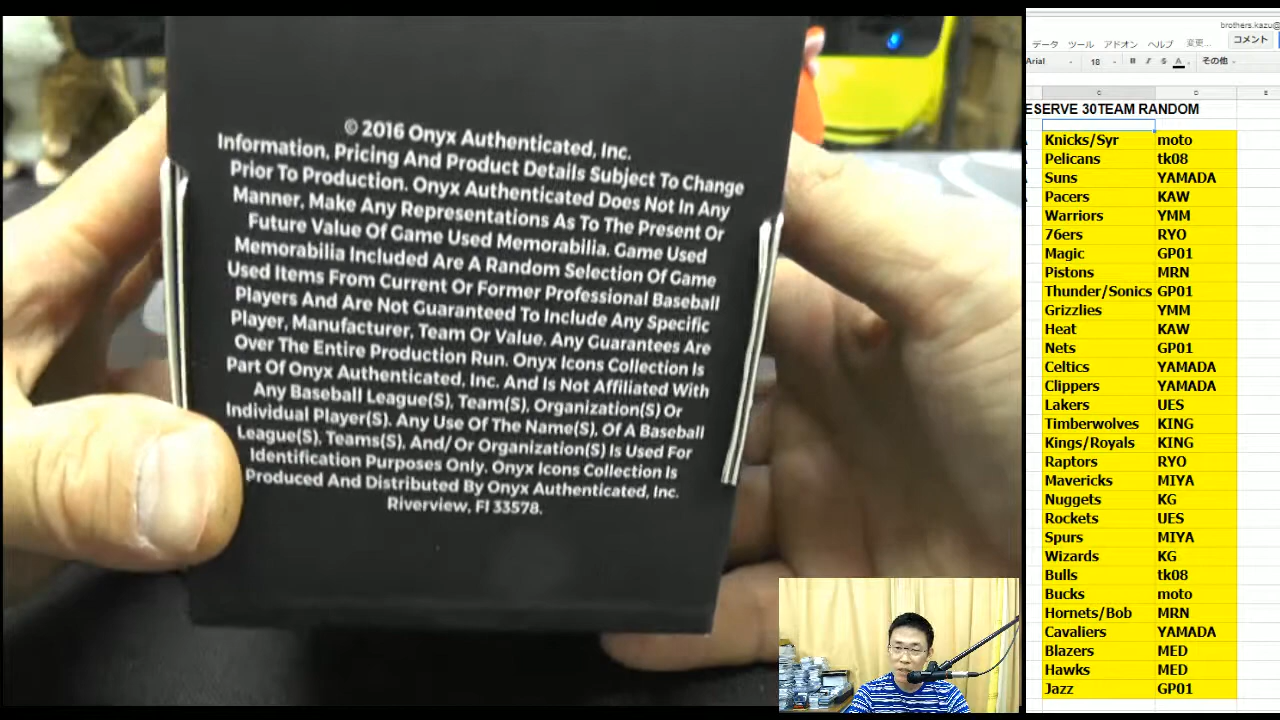 © 2016 Onyx Authenticated, Inc.
Information, Pricing And Product Details Subject To Change
Prior To Production. Onyx Authenticated Does Not In Any
Manner, Make Any Representations As To The Present Or
Future Value Of Game Used Memorabilia. Game Used
Memorabilia Included Are A Random Selection Of Game
Used Items From Current Or Former Professional Baseball
Players And Are Not Guaranteed To Include Any Specific
Player, Manufacturer, Team Or Value. Any Guarantees Are
Over The Entire Production Run. Onyx Icons Collection Is
Part Of Onyx Authenticated, Inc. And Is Not Affiliated With
Any Baseball League(S), Team(S), Organization(S) Or
Individual Player(S). Any Use Of The Name(S), Of A Baseball
League(S), Teams(S), And/ Or Organization(S) Is Used For
Identification Purposes Only. Onyx Icons Collection Is
Produced And Distributed By Onyx Authenticated, Inc.
Riverview, Fl 33578.
brothers.kazu@
データ ツール アドオン ヘルプ 変更... コメント
Arial 18 B I S A その他
C D E
ESERVE 30TEAM RANDOM
Knicks/Syr moto
Pelicans tk08
Suns YAMADA
Pacers KAW
Warriors YMM
76ers RYO
Magic GP01
Pistons MRN
Thunder/Sonics GP01
Grizzlies YMM
Heat KAW
Nets GP01
Celtics YAMADA
Clippers YAMADA
Lakers UES
Timberwolves KING
Kings/Royals KING
Raptors RYO
Mavericks MIYA
Nuggets KG
Rockets UES
Spurs MIYA
Wizards KG
Bulls tk08
Bucks moto
Hornets/Bob MRN
Cavaliers YAMADA
Blazers MED
Hawks MED
Jazz GP01